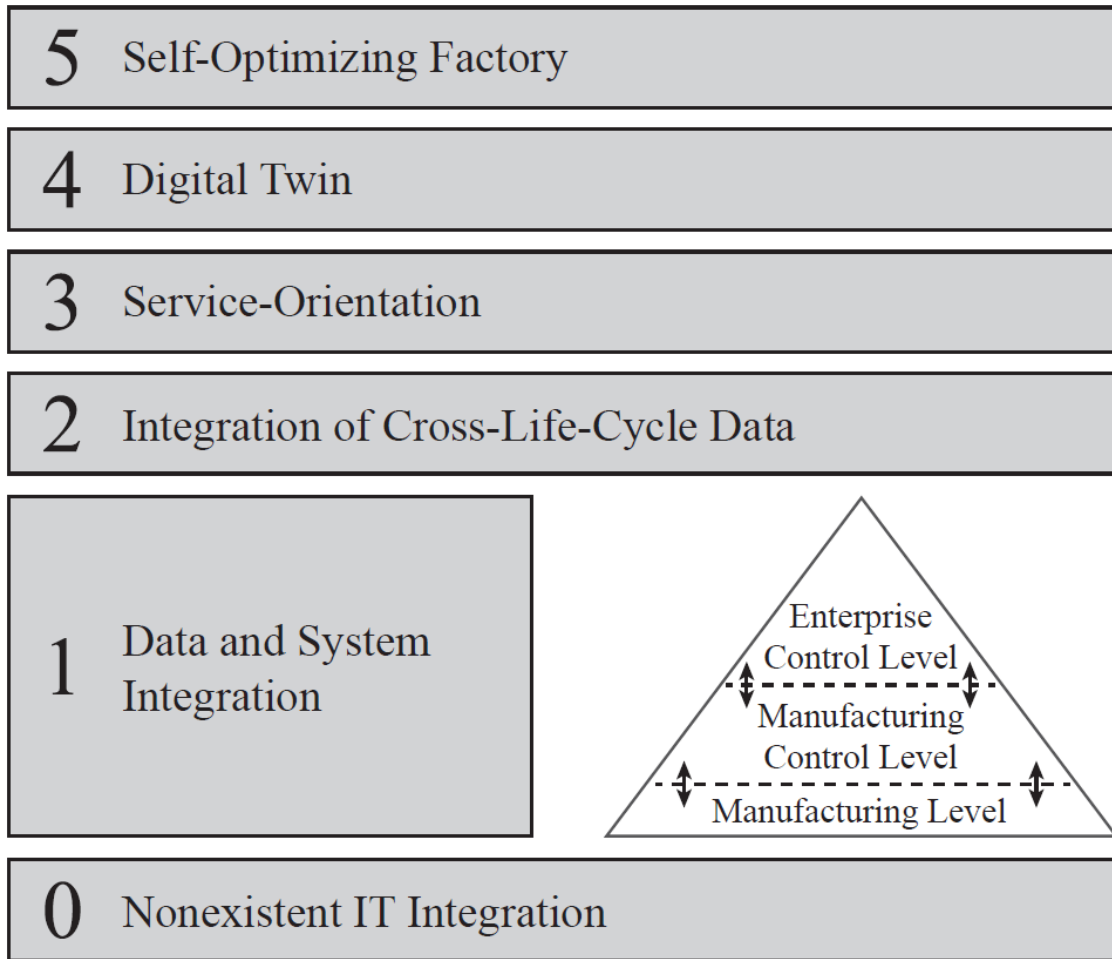 5 Self-Optimizing Factory
4 Digital Twin
3 Service-Orientation
2 Integration of Cross-Life-Cycle Data
1 Data and System
Integration
Enterprise
Control Level
Manufacturing
Control Level
Manufacturing Level
0 Nonexistent IT Integration